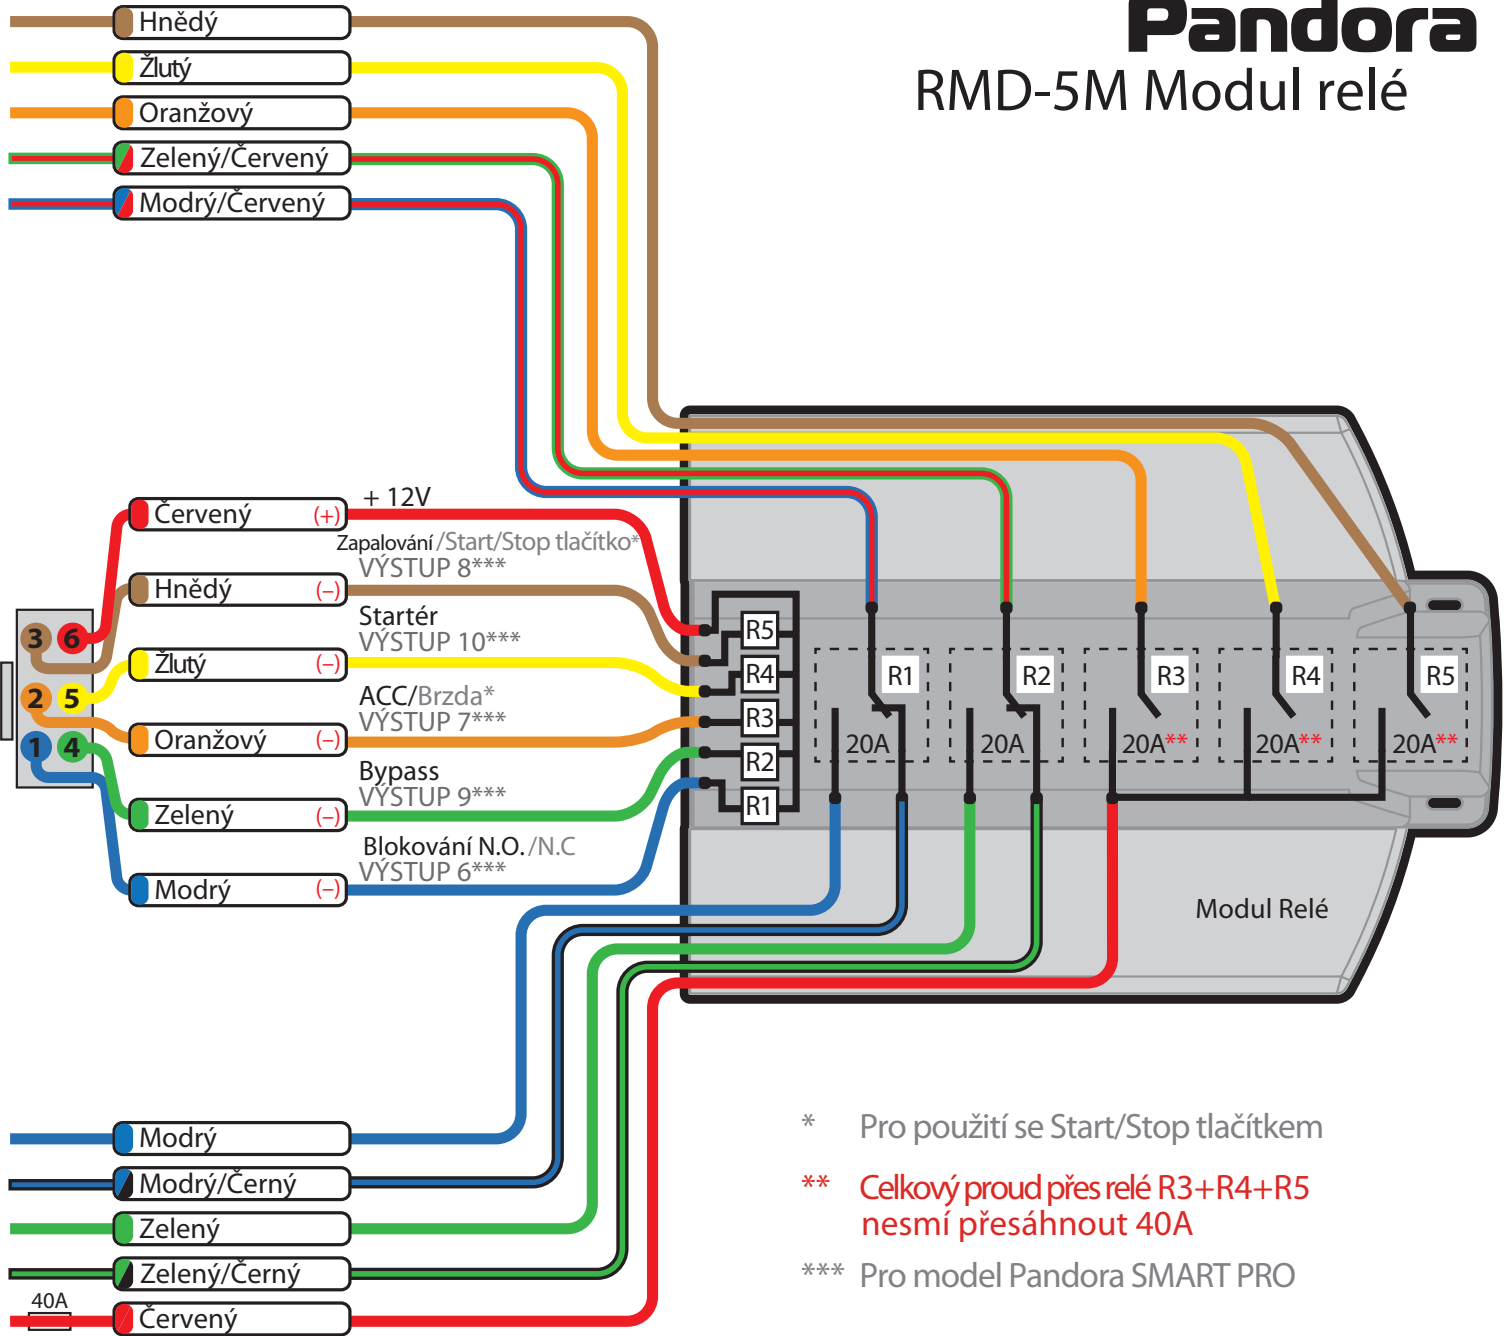 Pandora
RMD-5M Modul relé
Hnědý
Žlutý
Oranžový
Zelený/Červený
Modrý/Červený
Červený (+)
+ 12V
Zapalování/Start/Stop tlačítko*
VÝSTUP 8***
Hnědý (–)
Startér
VÝSTUP 10***
Žlutý (–)
ACC/Brzda*
VÝSTUP 7***
Oranžový (–)
Bypass
VÝSTUP 9***
Zelený (–)
Blokování N.O./N.C
VÝSTUP 6***
Modrý (–)
3 6
2 5
1 4
R5
R4
R3
R2
R1
R1
R2
R3
R4
R5
20A
20A
20A**
20A**
20A**
Modul Relé
Modrý
Modrý/Černý
Zelený
Zelený/Černý
40A
Červený
* Pro použití se Start/Stop tlačítkem
** Celkový proud přes relé R3+R4+R5
nesmí přesáhnout 40A
*** Pro model Pandora SMART PRO